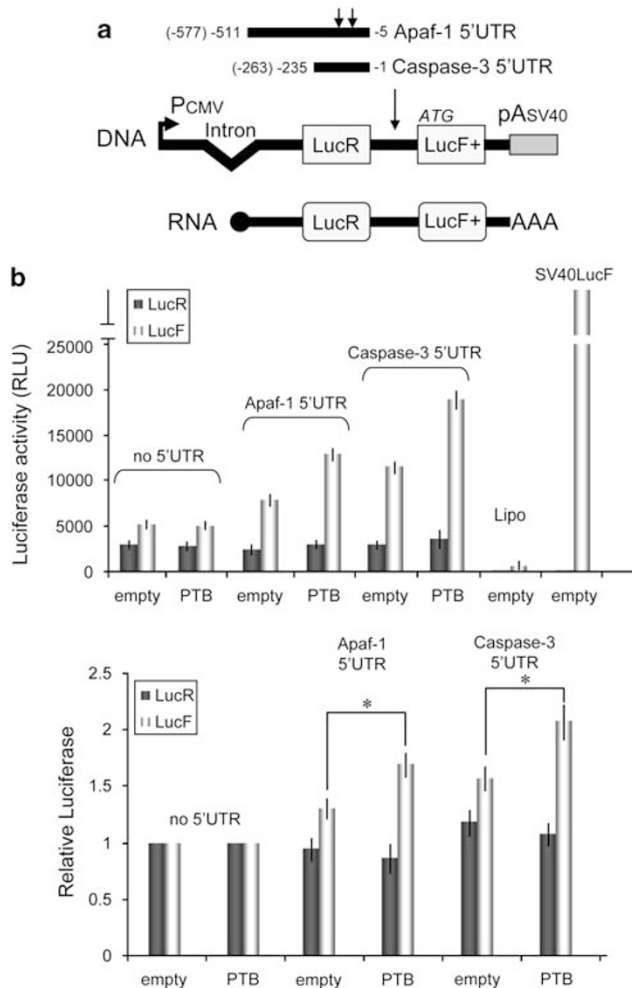 a
(-577) -511 -5 Apaf-1 5'UTR
(-263) -235 -1 Caspase-3 5'UTR
PCMV
Intron
ATG
pASV40
DNA
LucR
LucF+
RNA
LucR
LucF+
AAA
b
LucR
LucF
SV40LucF
Luciferase activity (RLU)
25000
20000
15000
10000
5000
0
no 5'UTR
Apaf-1 5'UTR
Caspase-3 5'UTR
Lipo
empty PTB empty PTB empty PTB empty empty
Relative Luciferase
2.5
2
1.5
1
0.5
0
LucR
LucF
no 5'UTR
Apaf-1
5'UTR
Caspase-3
5'UTR
*
*
empty PTB empty PTB empty PTB